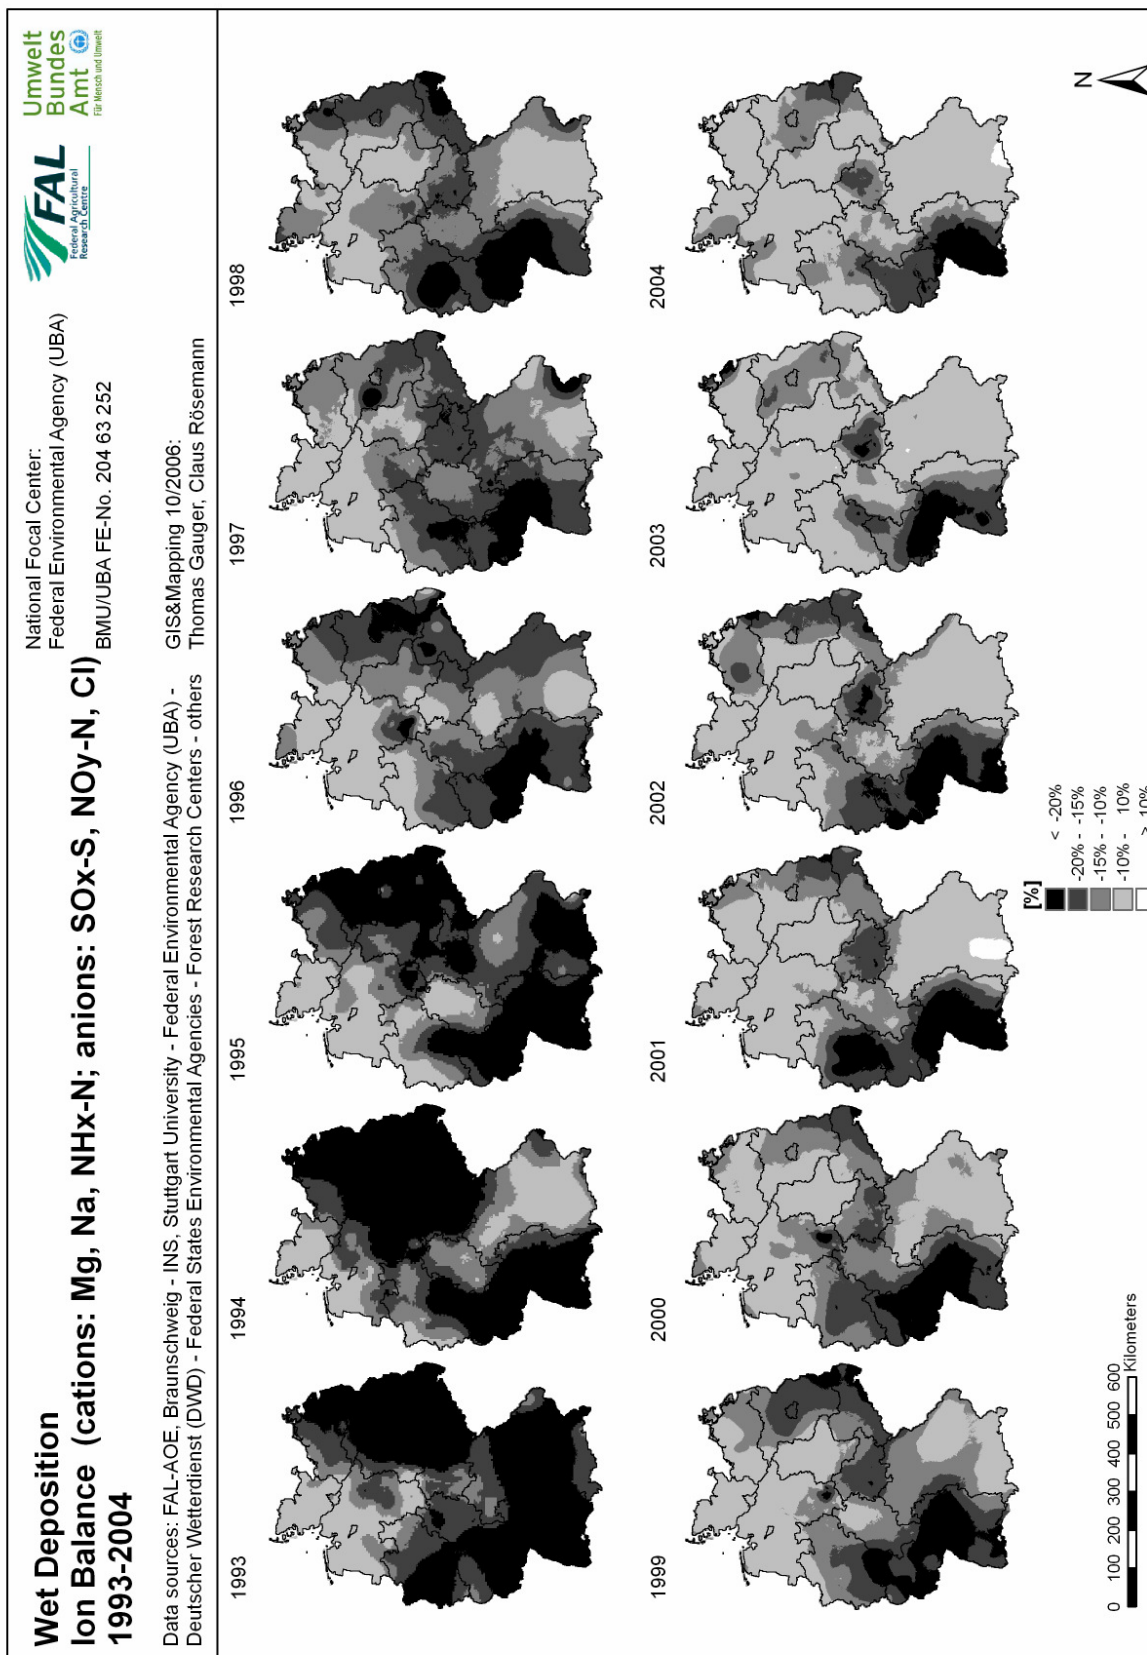 Wet Deposition
Ion Balance (cations: Mg, Na, NHx-N; anions: SOx-S, NOy-N, Cl)
1993-2004
National Focal Center:
Federal Environmental Agency (UBA)
BMU/UBA FE-No. 204 63 252
FAL
Federal Agricultural
Research Centre
Umwelt
Bundes
Amt
Für Mensch und Umwelt
Data sources: FAL-AOE, Braunschweig - INS, Stuttgart University - Federal Environmental Agency (UBA) -
Deutscher Wetterdienst (DWD) - Federal States Environmental Agencies - Forest Research Centers - others
GIS&Mapping 10/2006:
Thomas Gauger, Claus Rösemann
1993
1994
1995
1996
1997
1998
1999
2000
2001
2002
2003
2004
0 100 200 300 400 500 600
Kilometers
[%]
< -20%
-20% - -15%
-15% - -10%
-10% - 10%
> 10%
N